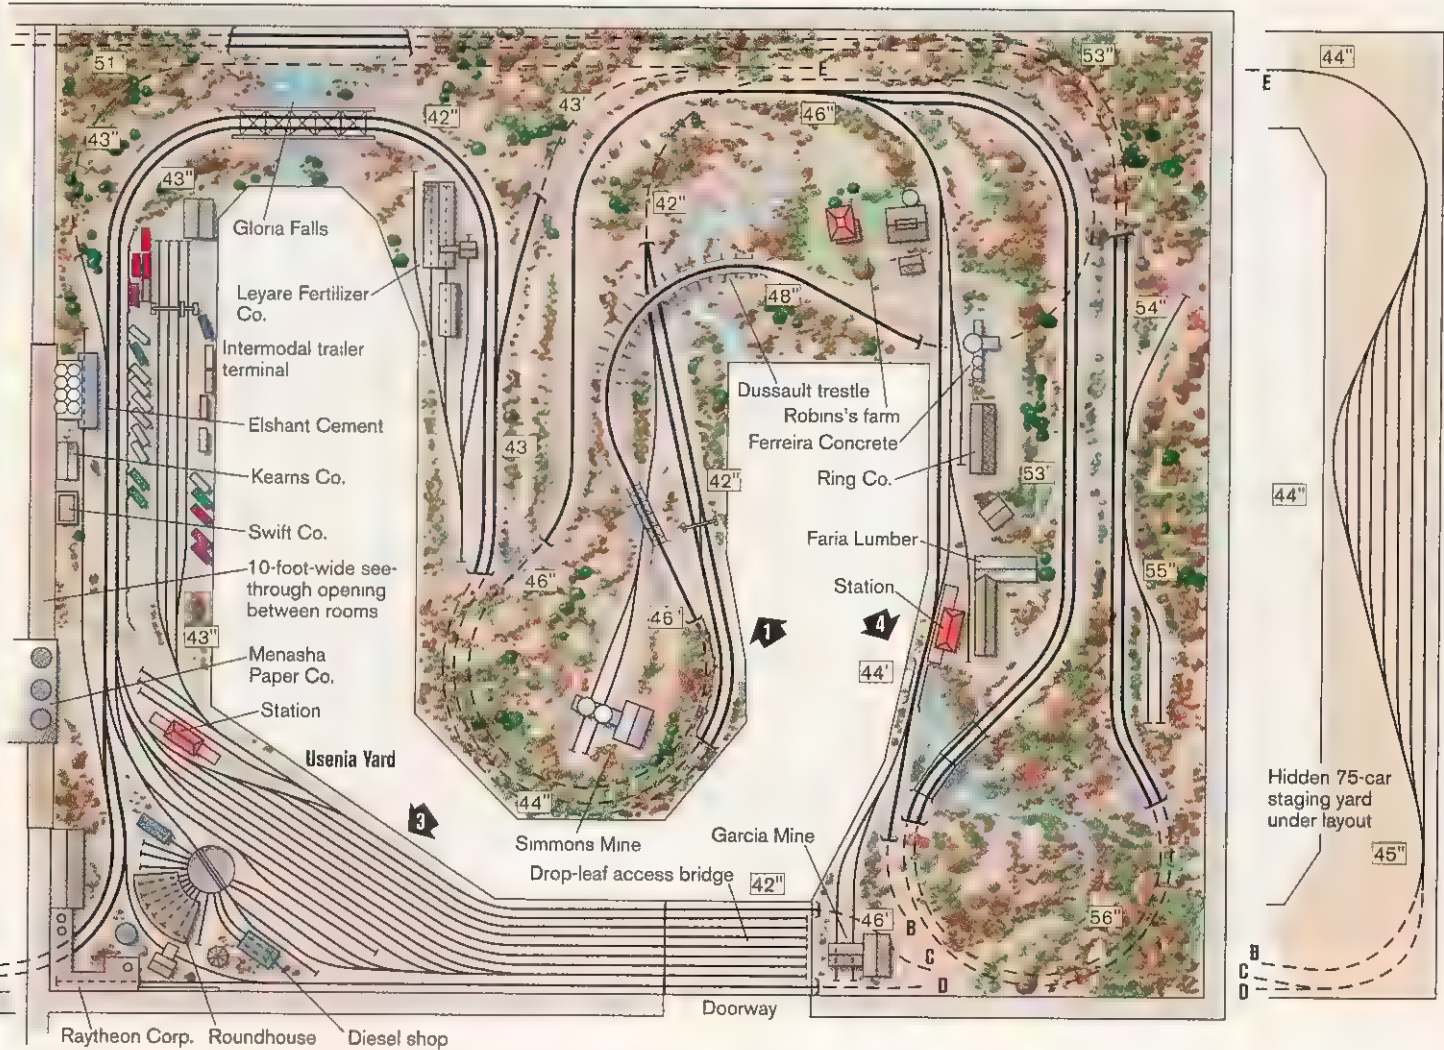 51
43"
43"
42"
43'
E
46"
53"
44"
E
Gloria Falls
42"
Leyare Fertilizer
Co.
48"
54"
Intermodal trailer
terminal
Dussault trestle
Robins's farm
Elshant Cement
43
Ferreira Concrete
42"
53'
Kearns Co.
Ring Co.
44"
Swift Co.
Faria Lumber
10-foot-wide see-
through opening
between rooms
46"
55"
Station
46'
1
4
43"
Menasha
Paper Co.
44'
Station
Usenia Yard
Hidden 75-car
staging yard
under layout
44"
3
Simmons Mine
Garcia Mine
45"
Drop-leaf access bridge
42"
46'
56"
B
C
D
B
C
D
Doorway
Raytheon Corp.
Roundhouse
Diesel shop